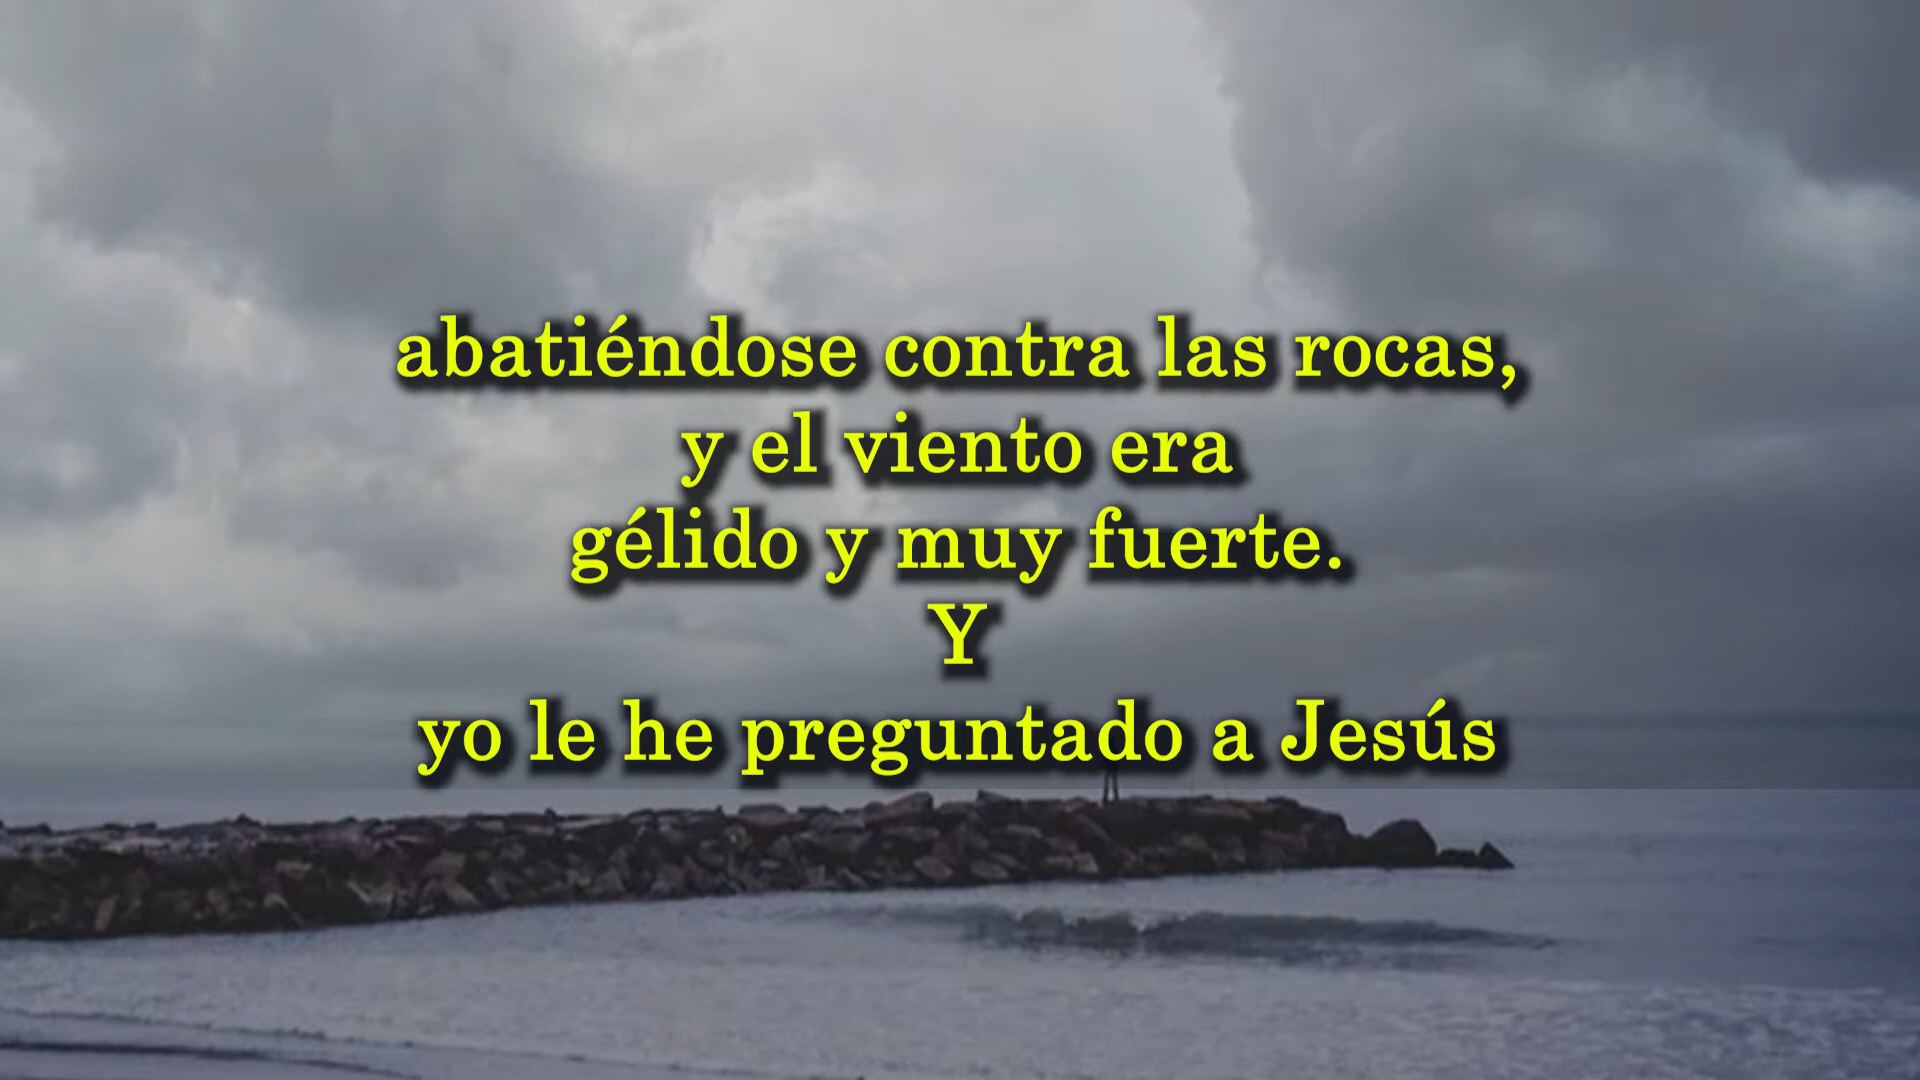 abatiéndose contra las rocas,
y el viento era
gélido y muy fuerte.
Y
yo le he preguntado a Jesús